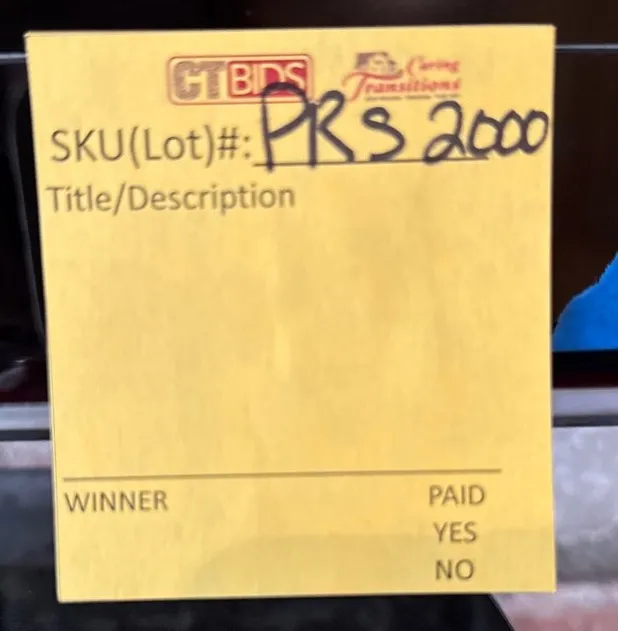 CTBIDS Caring Transitions
SKU(Lot)#: PRS 2000
Title/Description
WINNER PAID
YES
NO